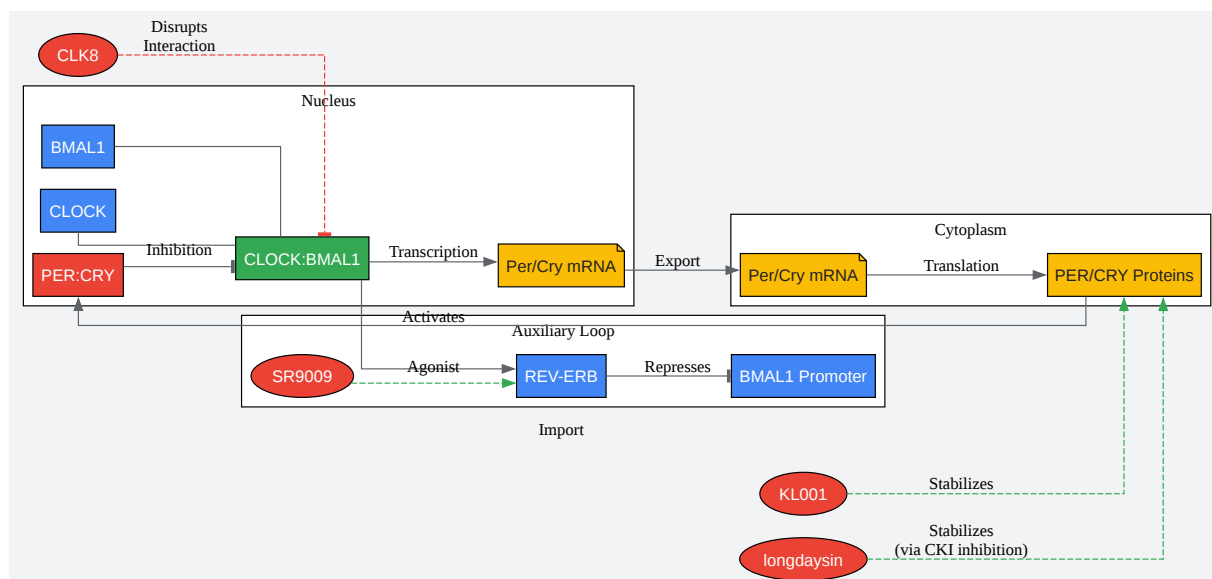 Disrupts
Interaction
CLK8
Nucleus
BMAL1
CLOCK
Inhibition
PER:CRY
CLOCK:BMAL1
Transcription
Per/Cry mRNA
Export
Cytoplasm
Per/Cry mRNA
Translation
PER/CRY Proteins
Activates
Auxiliary Loop
SR9009
Agonist
REV-ERB
Represses
BMAL1 Promoter
Import
KL001
Stabilizes
Stabilizes
(via CKI inhibition)
longdaysin